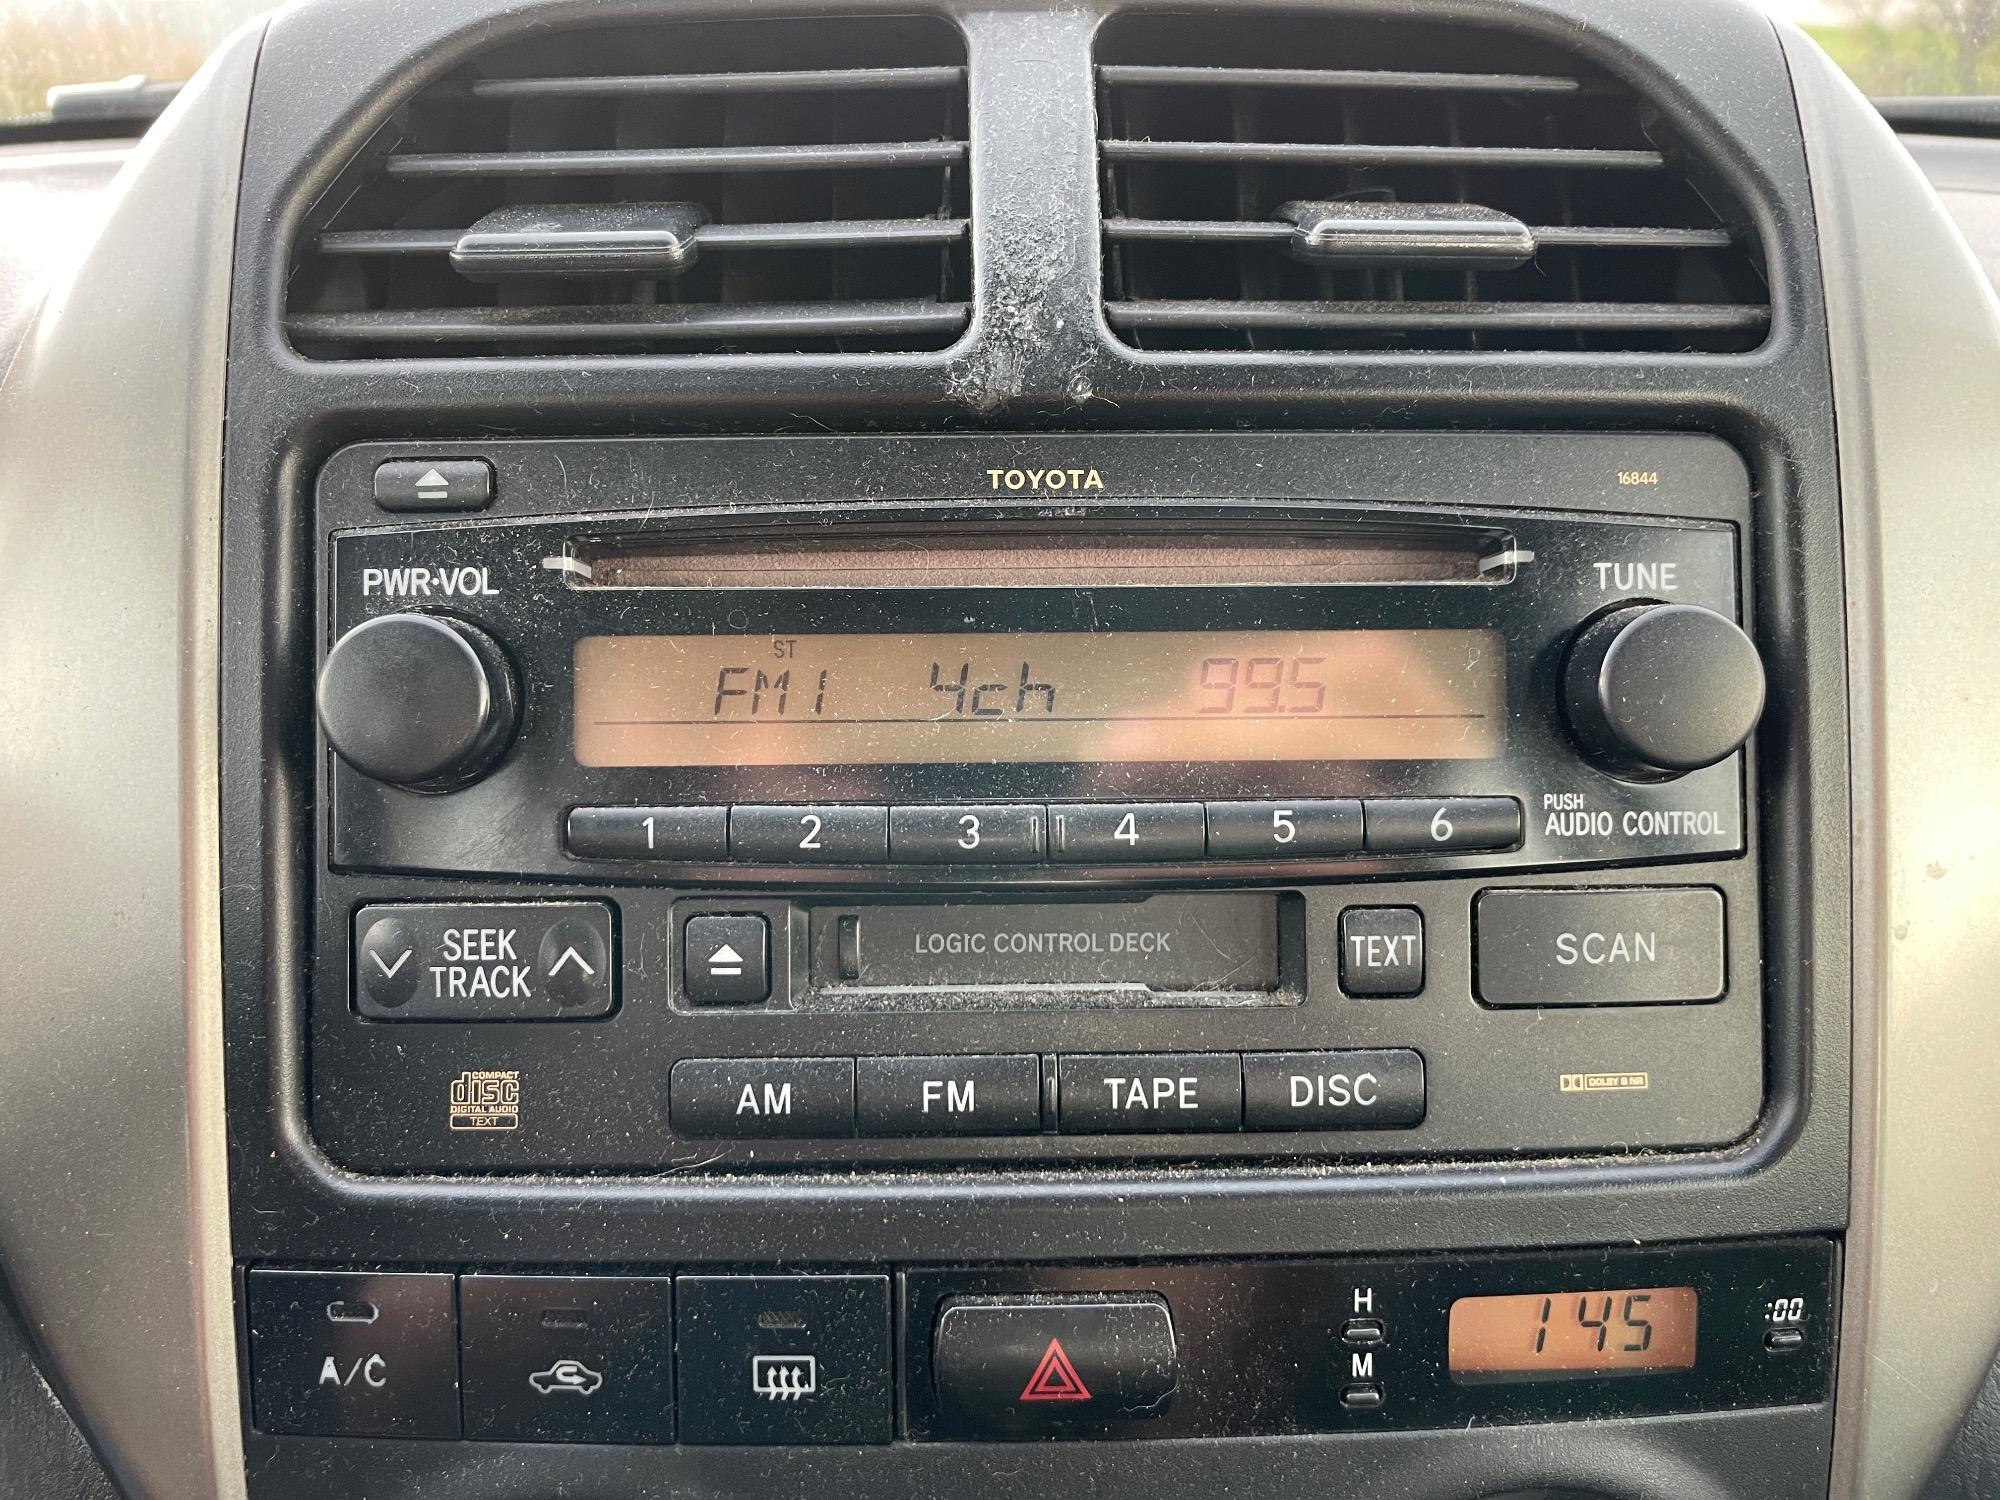 TOYOTA
16844
PWR·VOL
TUNE
ST
FM1 4ch 99.5
1 2 3 4 5 6
PUSH
AUDIO CONTROL
SEEK
TRACK
LOGIC CONTROL DECK
TEXT
SCAN
COMPACT
disc
DIGITAL AUDIO
TEXT
AM FM TAPE DISC
DOLBY B NR
A/C
H
M
1 45
:00